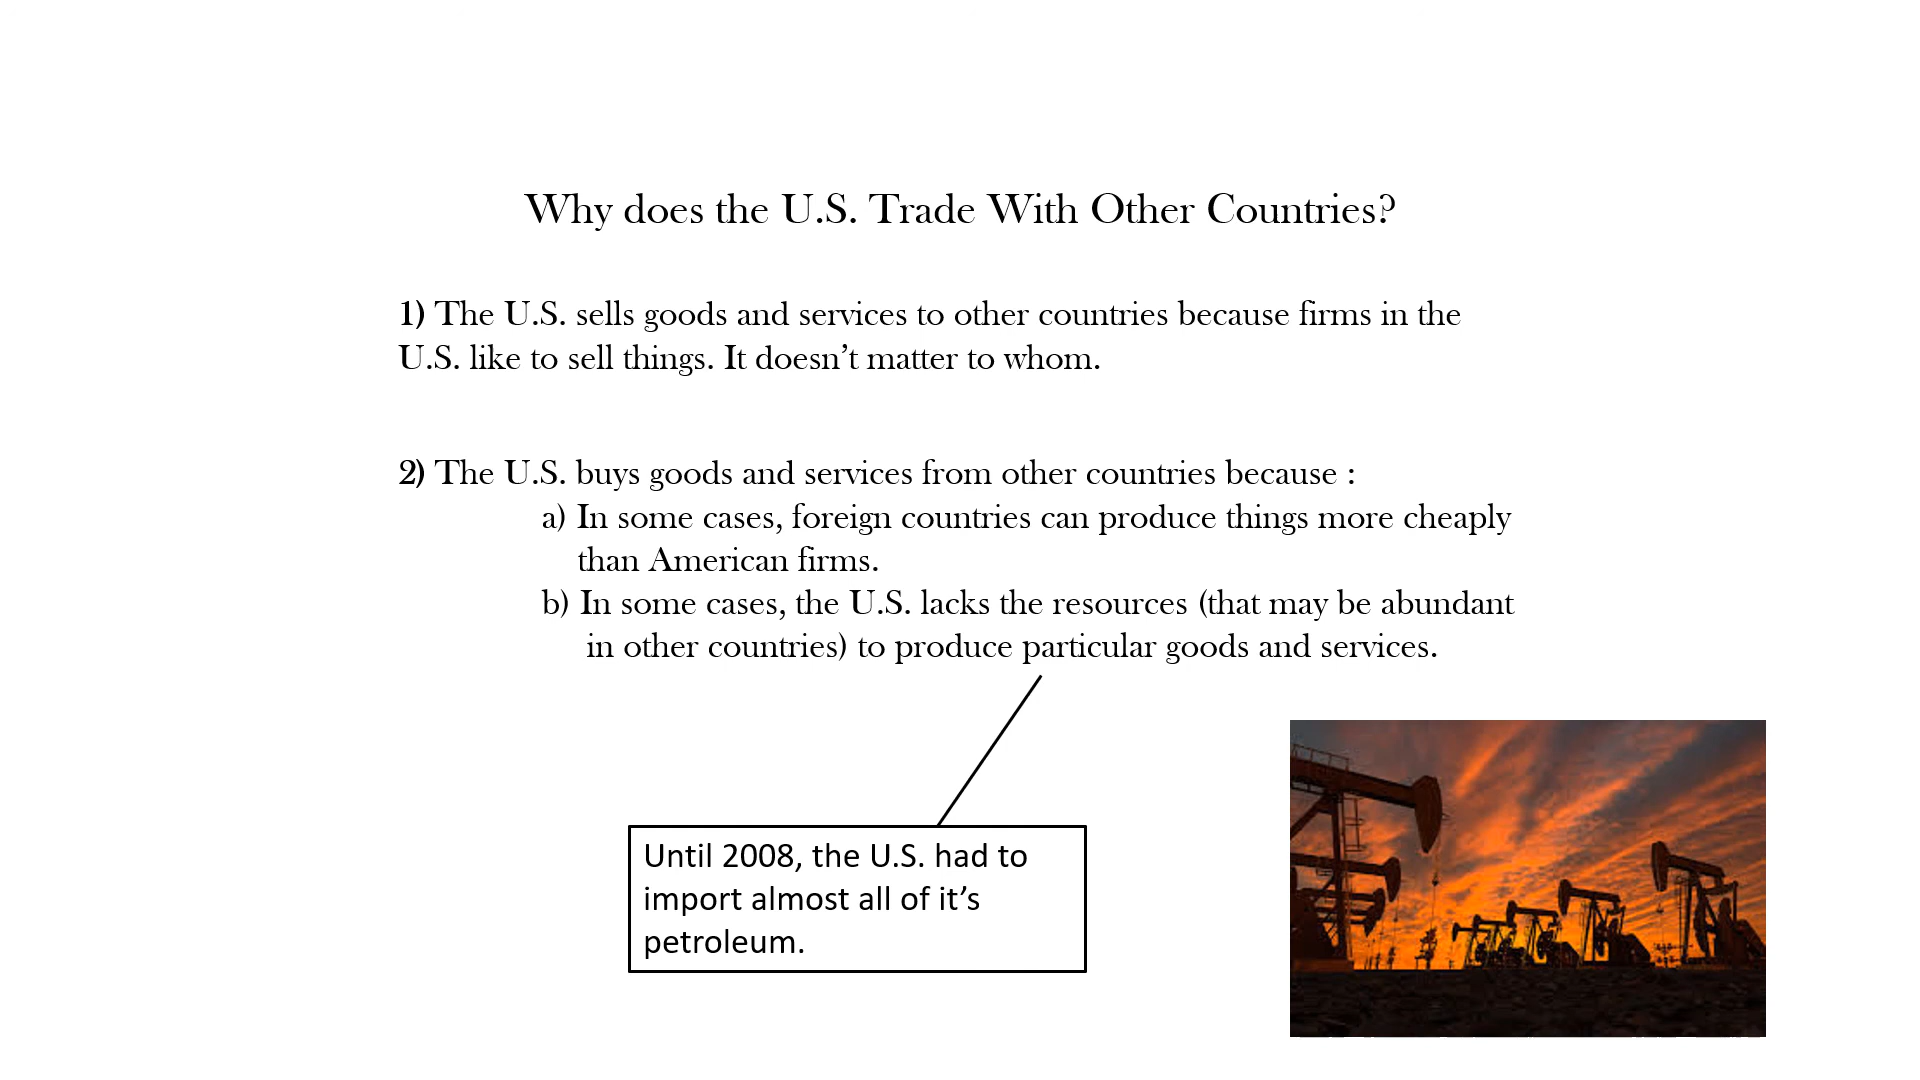 Why does the U.S. Trade With Other Countries?
1) The U.S. sells goods and services to other countries because firms in the
U.S. like to sell things. It doesn’t matter to whom.
2) The U.S. buys goods and services from other countries because :
a) In some cases, foreign countries can produce things more cheaply
than American firms.
b) In some cases, the U.S. lacks the resources (that may be abundant
in other countries) to produce particular goods and services.
Until 2008, the U.S. had to
import almost all of it’s
petroleum.